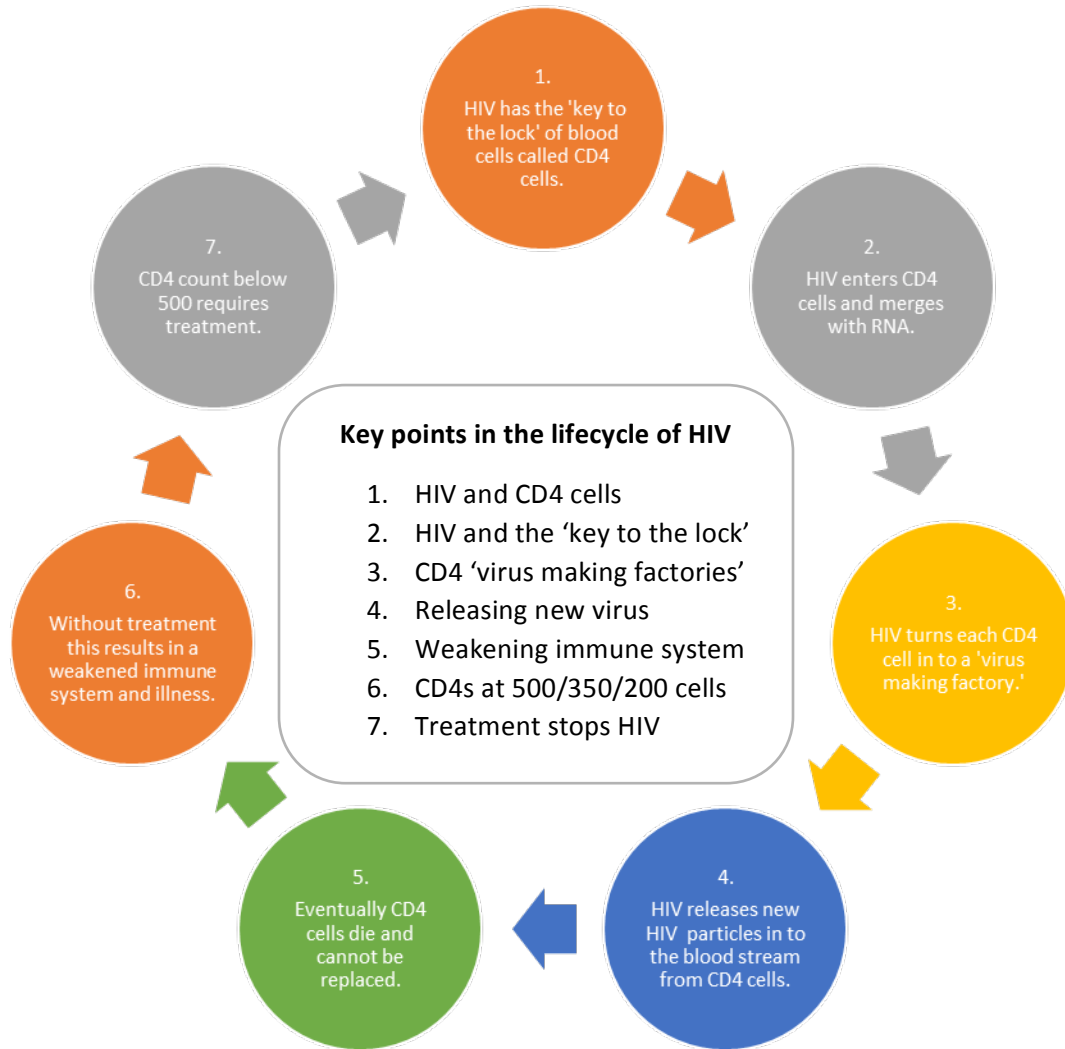 1.
HIV has the 'key to
the lock' of blood
cells called CD4
cells.
2.
HIV enters CD4
cells and merges
with RNA.
3.
HIV turns each CD4
cell in to a 'virus
making factory.'
4.
HIV releases new
HIV particles in to
the blood stream
from CD4 cells.
5.
Eventually CD4
cells die and
cannot be
replaced.
6.
Without treatment
this results in a
weakened immune
system and illness.
7.
CD4 count below
500 requires
treatment.
Key points in the lifecycle of HIV
1. HIV and CD4 cells
2. HIV and the ‘key to the lock’
3. CD4 ‘virus making factories’
4. Releasing new virus
5. Weakening immune system
6. CD4s at 500/350/200 cells
7. Treatment stops HIV